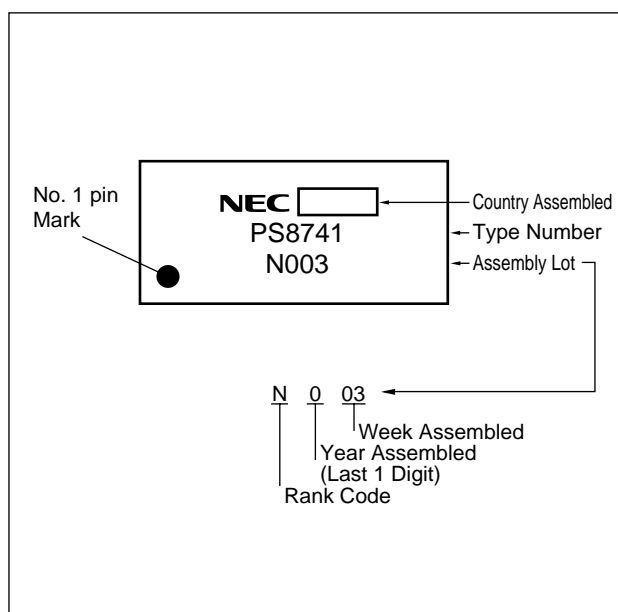 No. 1 pin
Mark
NEC
Country Assembled
PS8741
Type Number
N003
Assembly Lot
N 0 03
Week Assembled
Year Assembled
(Last 1 Digit)
Rank Code